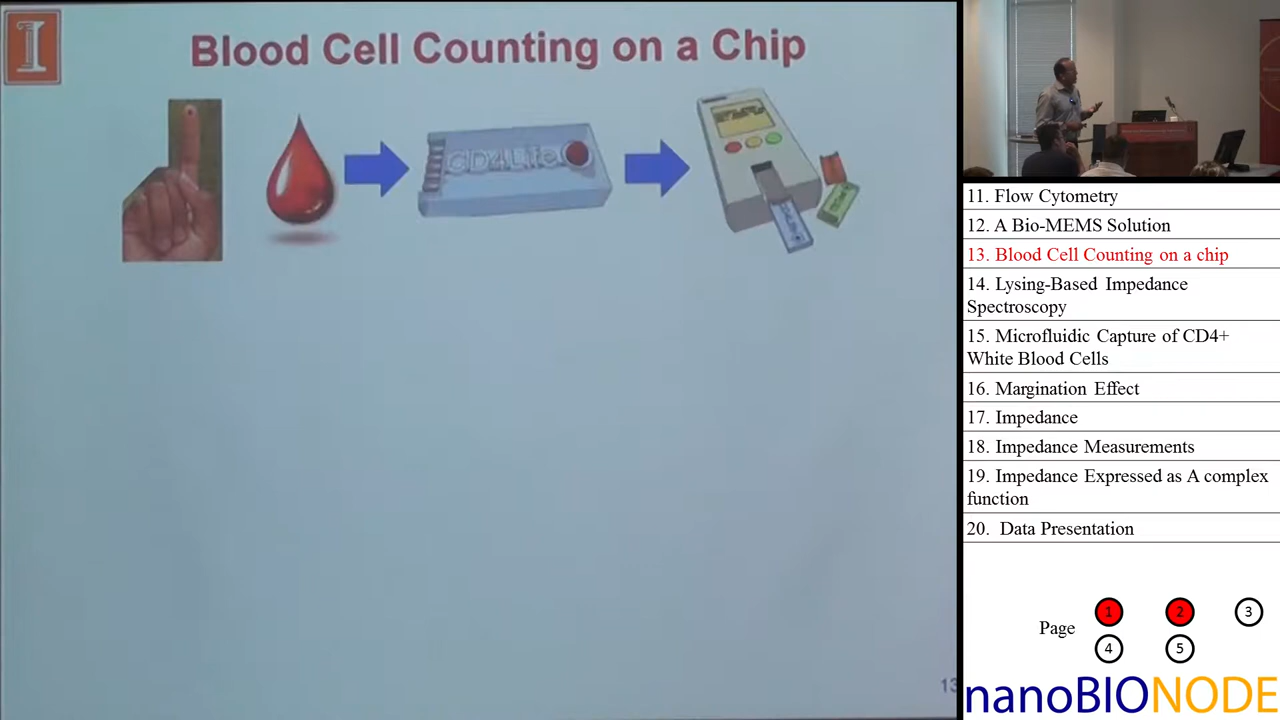 I
Blood Cell Counting on a Chip
CD4Life
13
11. Flow Cytometry
12. A Bio-MEMS Solution
13. Blood Cell Counting on a chip
14. Lysing-Based Impedance
Spectroscopy
15. Microfluidic Capture of CD4+
White Blood Cells
16. Margination Effect
17. Impedance
18. Impedance Measurements
19. Impedance Expressed as A complex
function
20. Data Presentation
Page
1 2 3
4 5
nanoBIONODE